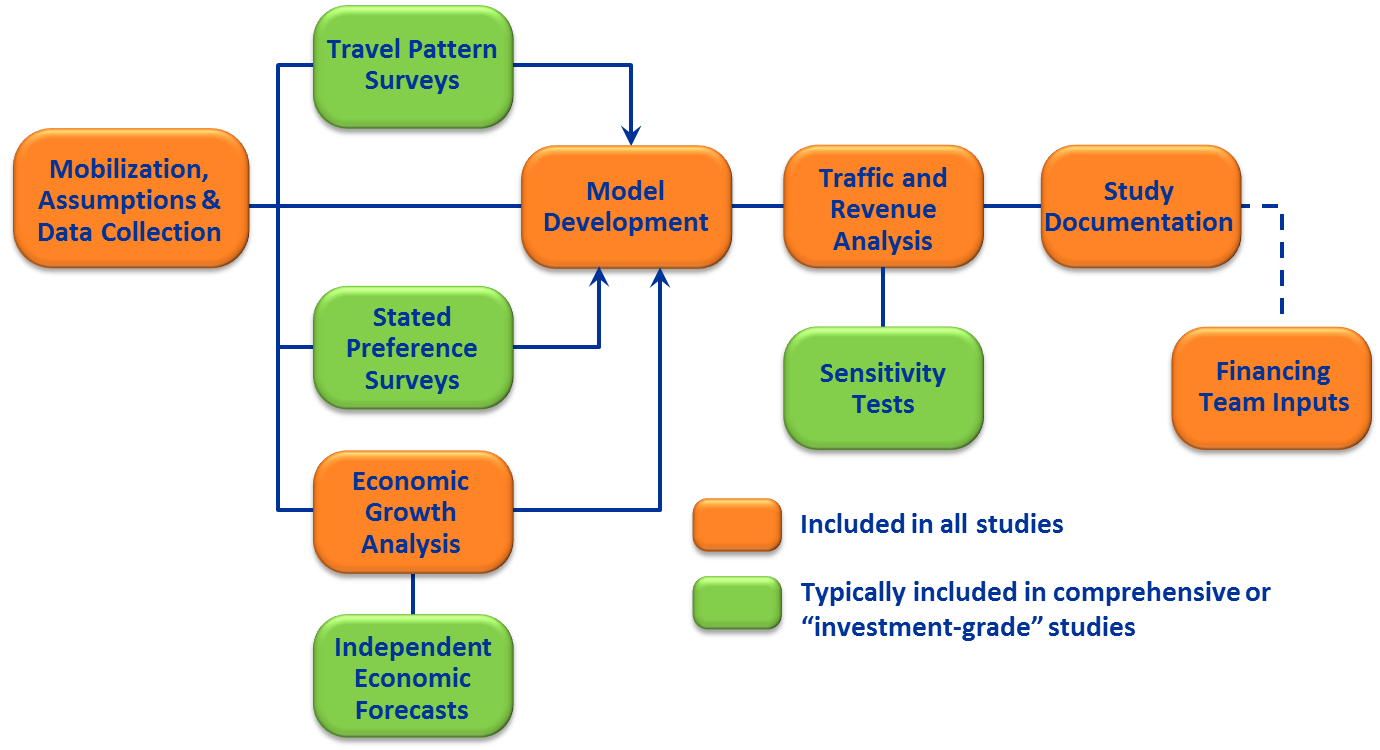 Travel Pattern
Surveys
Mobilization,
Assumptions &
Data Collection
Model
Development
Traffic and
Revenue
Analysis
Study
Documentation
Stated
Preference
Surveys
Sensitivity
Tests
Financing
Team Inputs
Economic
Growth
Analysis
Included in all studies
Typically included in comprehensive or
“investment-grade” studies
Independent
Economic
Forecasts